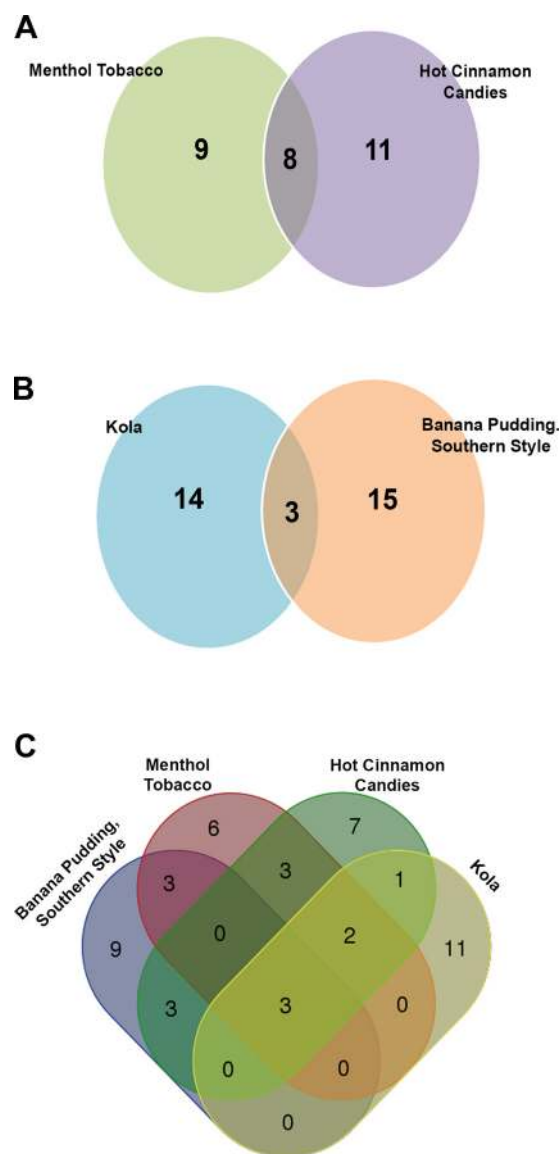 A
Menthol Tobacco
Hot Cinnamon
Candies
9
8
11
B
Kola
Banana Pudding.
Southern Style
14
3
15
C
Menthol
Tobacco
Hot Cinnamon
Candies
Banana Pudding,
Southern Style
Kola
6
7
3
3
1
9
0
2
11
3
3
0
0
0
0